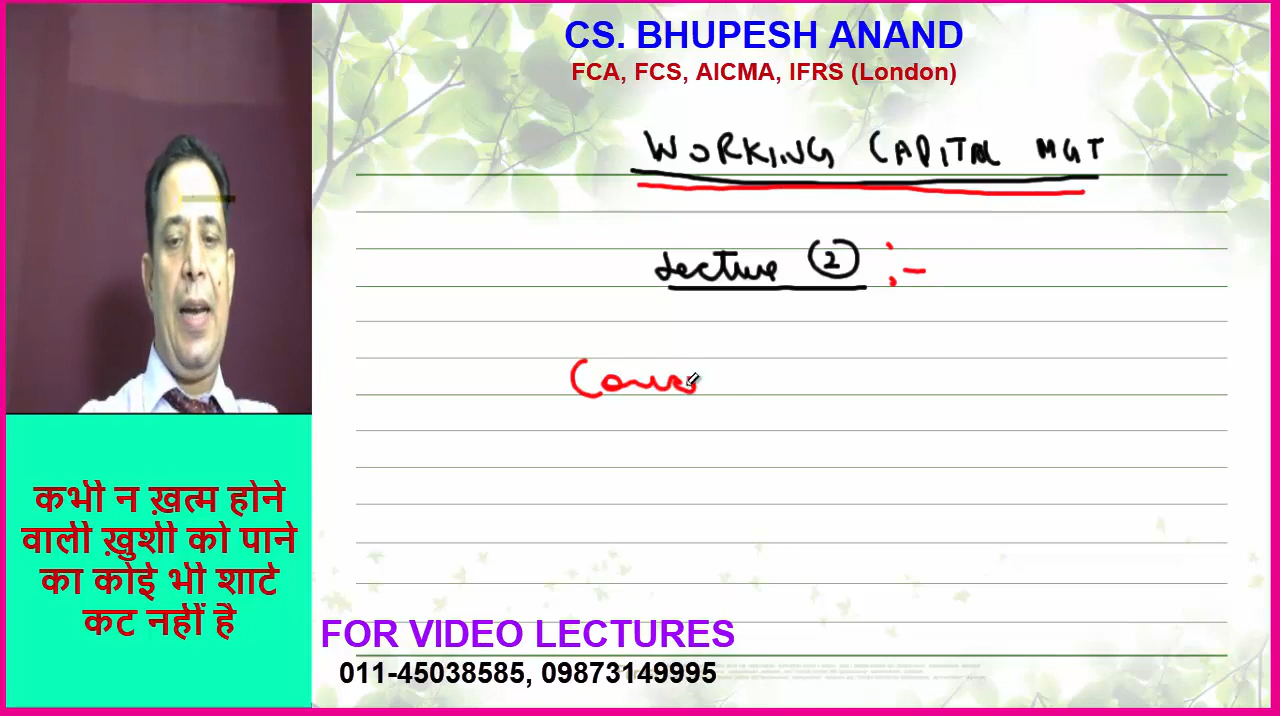 CS. BHUPESH ANAND
FCA, FCS, AICMA, IFRS (London)
WORKING CAPITAL MGT
Lecture (2) :-
कभी न ख़त्म होने
वाली ख़ुशी को पाने
का कोई भी शार्ट
कट नहीं है
FOR VIDEO LECTURES
011-45038585, 09873149995